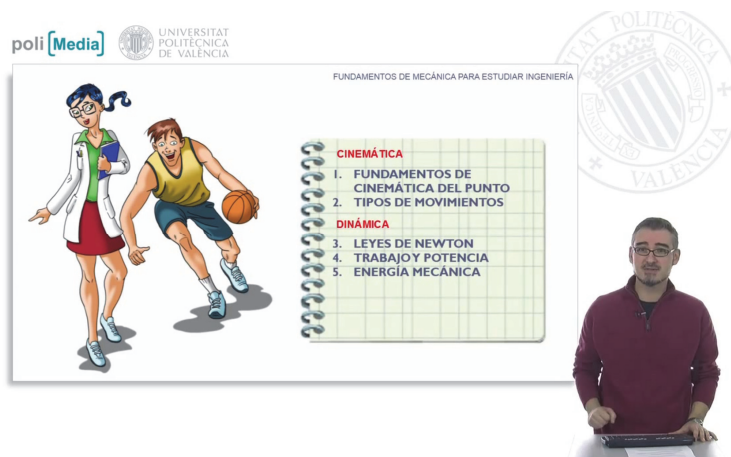 poli [Media]
UNIVERSITAT
POLITÈCNICA
DE VALÈNCIA
FUNDAMENTOS DE MECÁNICA PARA ESTUDIAR INGENIERÍA
CINEMÁTICA
1. FUNDAMENTOS DE
CINEMÁTICA DEL PUNTO
2. TIPOS DE MOVIMIENTOS
DINÁMICA
3. LEYES DE NEWTON
4. TRABAJO Y POTENCIA
5. ENERGÍA MECÁNICA